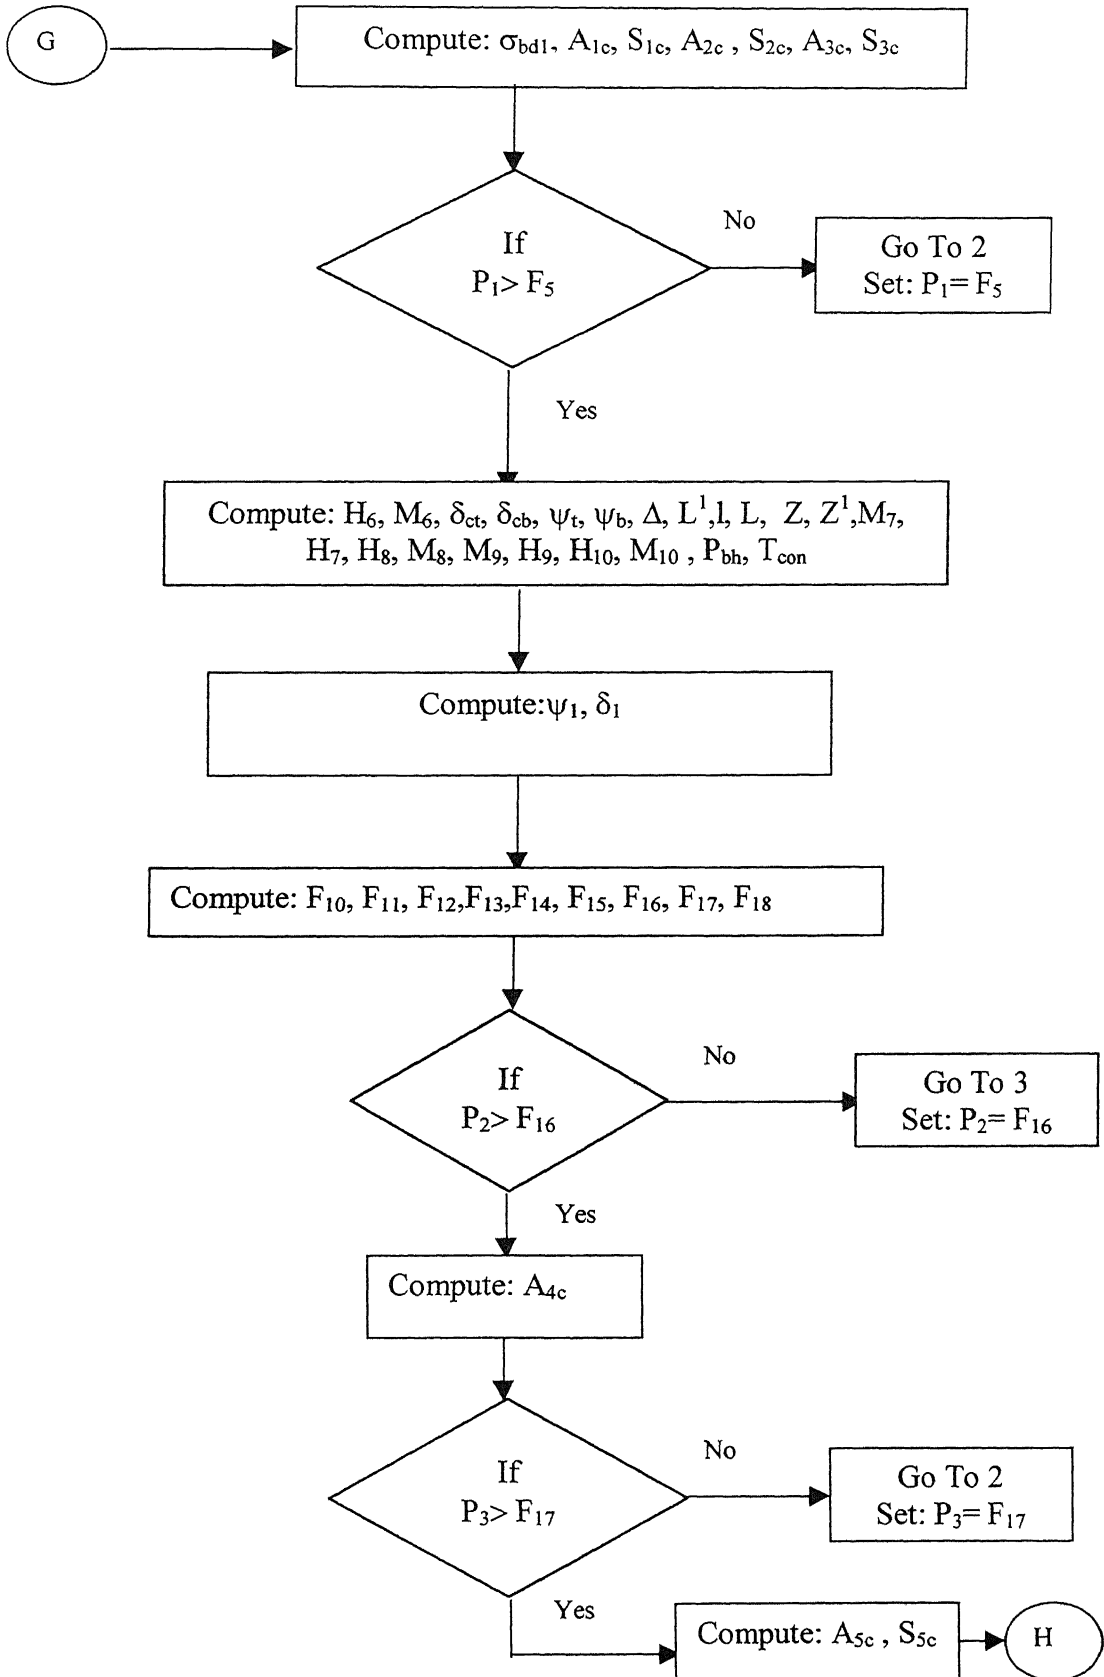 G
Compute: σbd1, A1c, S1c, A2c , S2c, A3c, S3c
If
P1> F5
No
Go To 2
Set: P1= F5
Yes
Compute: H6, M6, δct, δcb, ψt, ψb, Δ, L¹,l, L, Z, Z¹,M7,
H7, H8, M8, M9, H9, H10, M10 , Pbh, Tcon
Compute:ψ1, δ1
Compute: F10, F11, F12,F13,F14, F15, F16, F17, F18
If
P2> F16
No
Go To 3
Set: P2= F16
Yes
Compute: A4c
If
P3> F17
No
Go To 2
Set: P3= F17
Yes
Compute: A5c , S5c
H